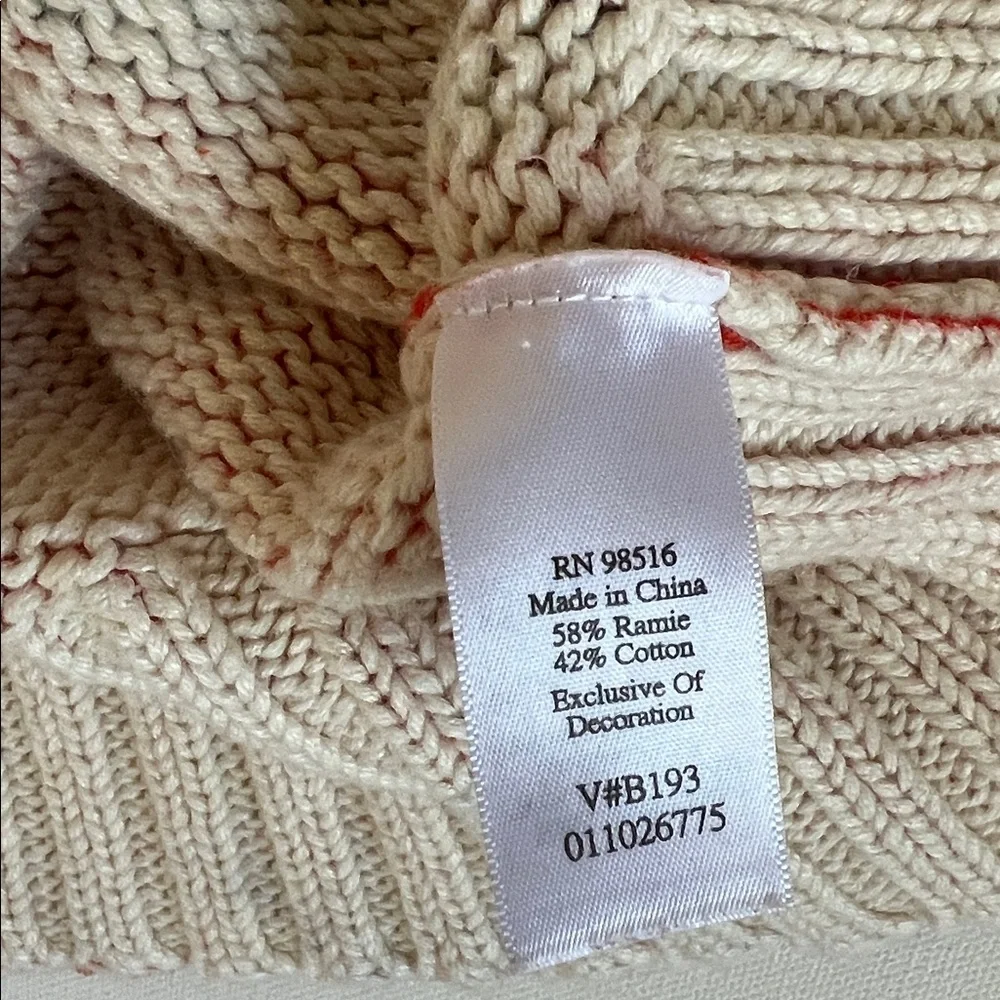 RN 98516
Made in China
58% Ramie
42% Cotton
Exclusive Of
Decoration
V#B193
011026775